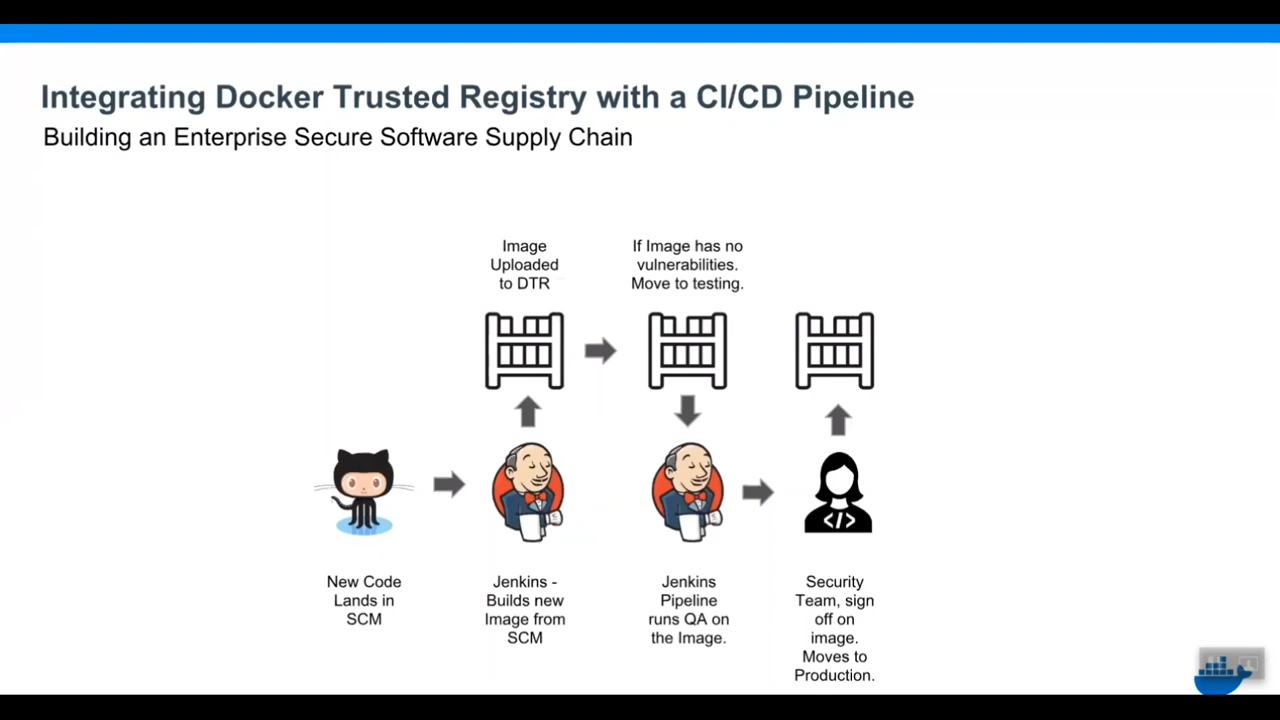 Integrating Docker Trusted Registry with a CI/CD Pipeline
Building an Enterprise Secure Software Supply Chain
Image
Uploaded
to DTR
If Image has no
vulnerabilities.
Move to testing.
</>
New Code
Lands in
SCM
Jenkins -
Builds new
Image from
SCM
Jenkins
Pipeline
runs QA on
the Image.
Security
Team, sign
off on
image.
Moves to
Production.